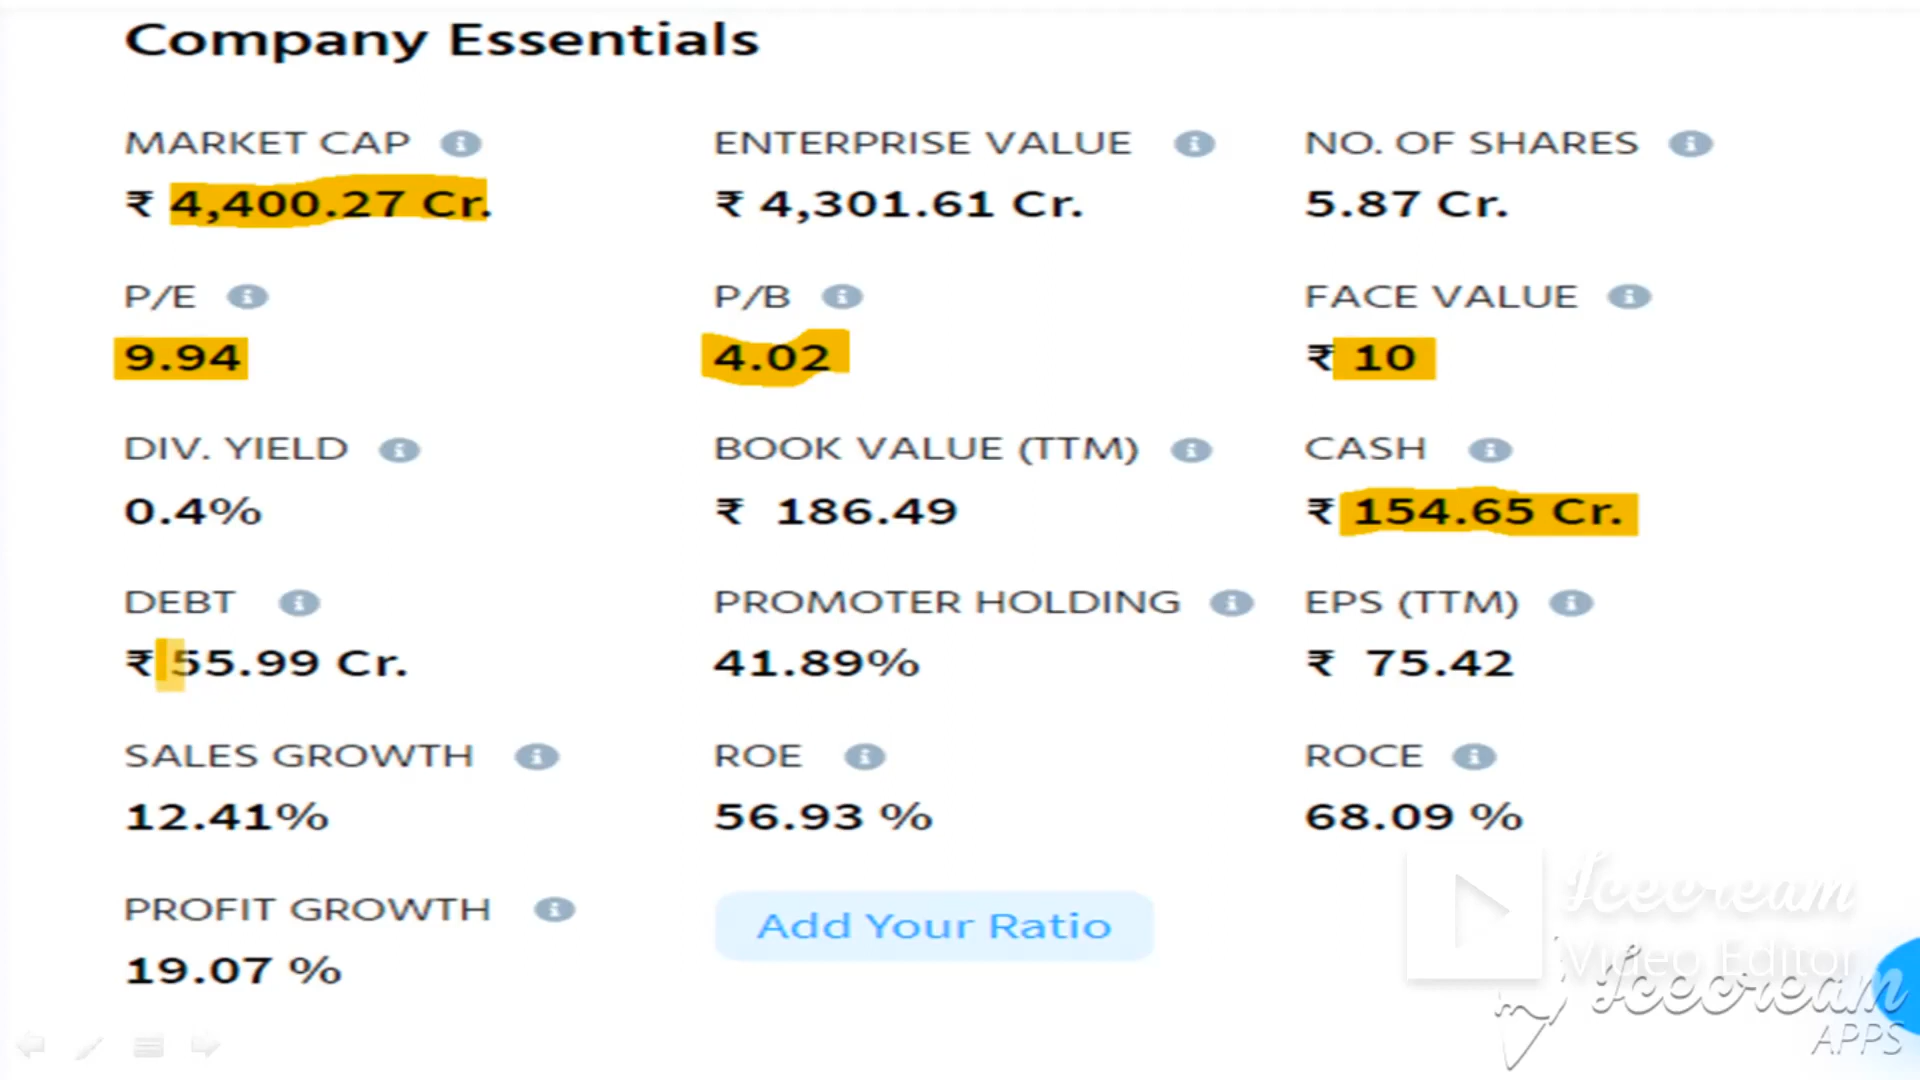 Company Essentials
MARKET CAP ENTERPRISE VALUE NO. OF SHARES
₹ 4,400.27 Cr. ₹ 4,301.61 Cr. 5.87 Cr.
P/E P/B FACE VALUE
9.94 4.02 ₹ 10
DIV. YIELD BOOK VALUE (TTM) CASH
0.4% ₹ 186.49 ₹ 154.65 Cr.
DEBT PROMOTER HOLDING EPS (TTM)
₹ 55.99 Cr. 41.89% ₹ 75.42
SALES GROWTH ROE ROCE
12.41% 56.93 % 68.09 %
PROFIT GROWTH
19.07 %
Add Your Ratio
Icecream
Video Editor
Icecream
APPS